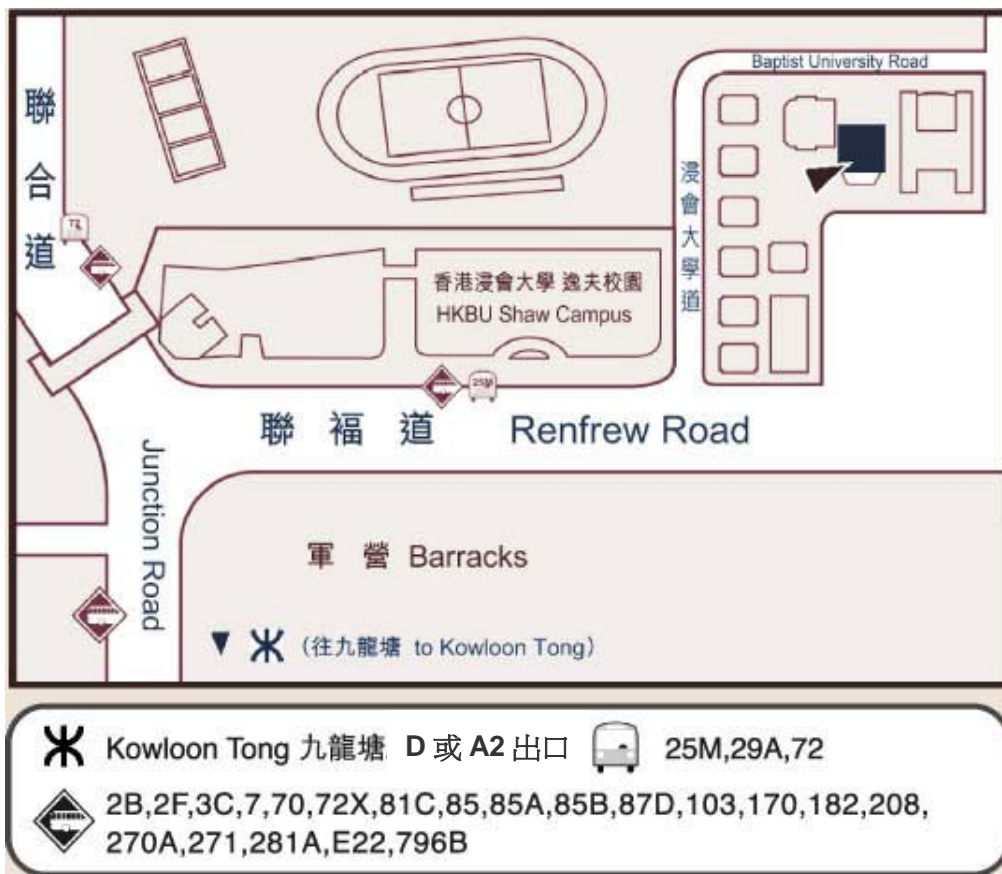 Baptist University Road
聯合道
72
浸會大學道
香港浸會大學 逸夫校園
HKBU Shaw Campus
25M
聯福道 Renfrew Road
Junction Road
軍營 Barracks
(往九龍塘 to Kowloon Tong)
Kowloon Tong 九龍塘 D 或 A2 出口 25M,29A,72
2B,2F,3C,7,70,72X,81C,85,85A,85B,87D,103,170,182,208,
270A,271,281A,E22,796B